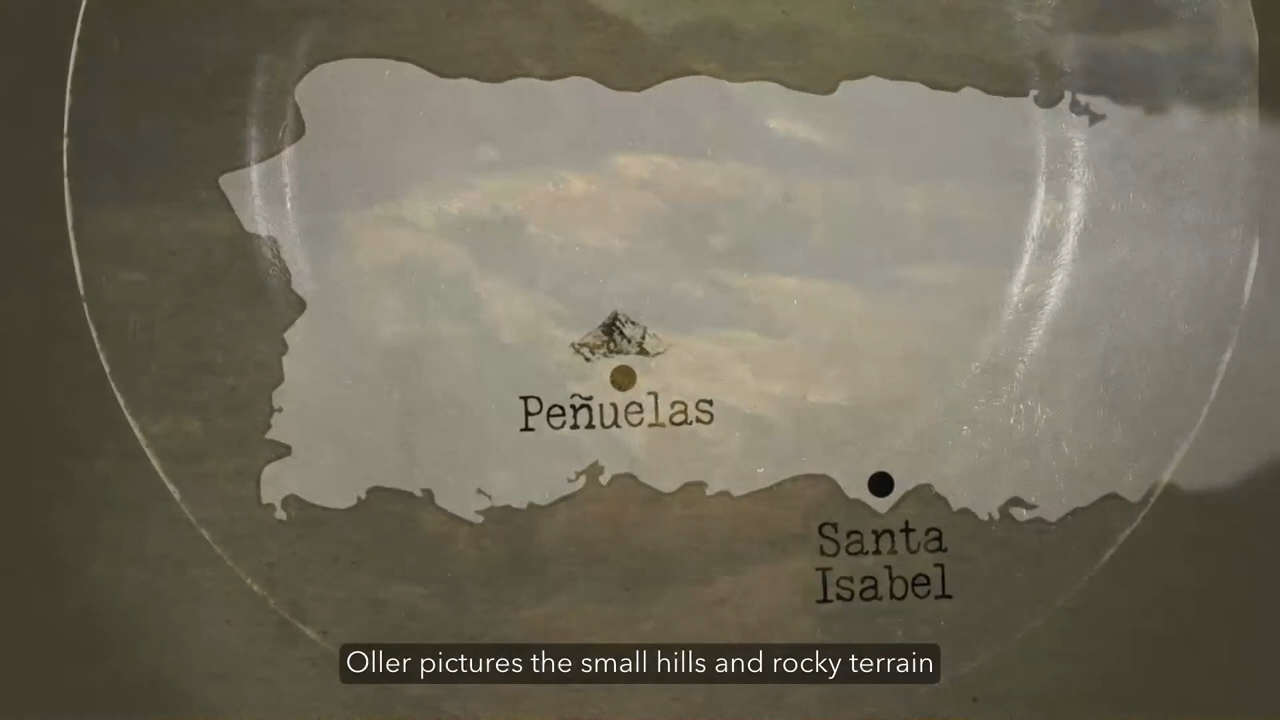 Peñuelas
Santa
Isabel
Oller pictures the small hills and rocky terrain